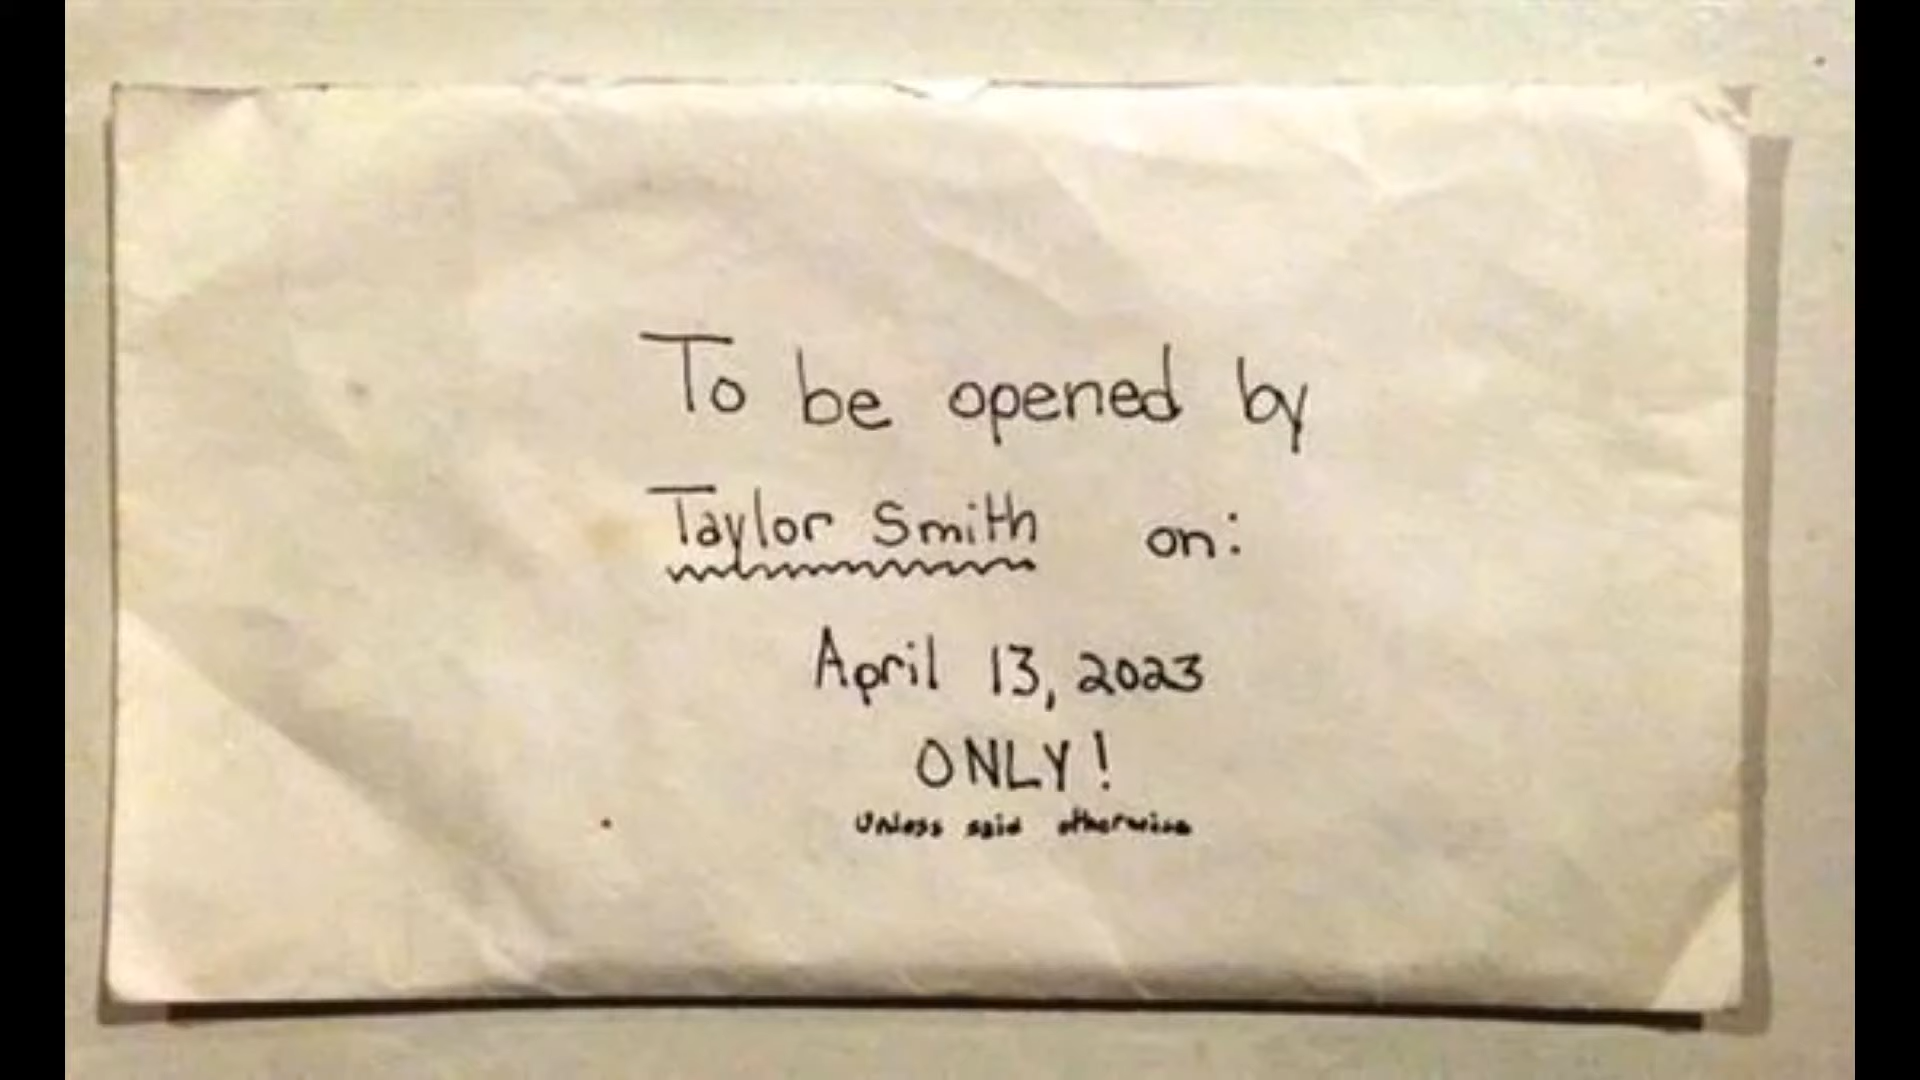 To be opened by
Taylor Smith on:
April 13, 2023
ONLY!
unless said otherwise